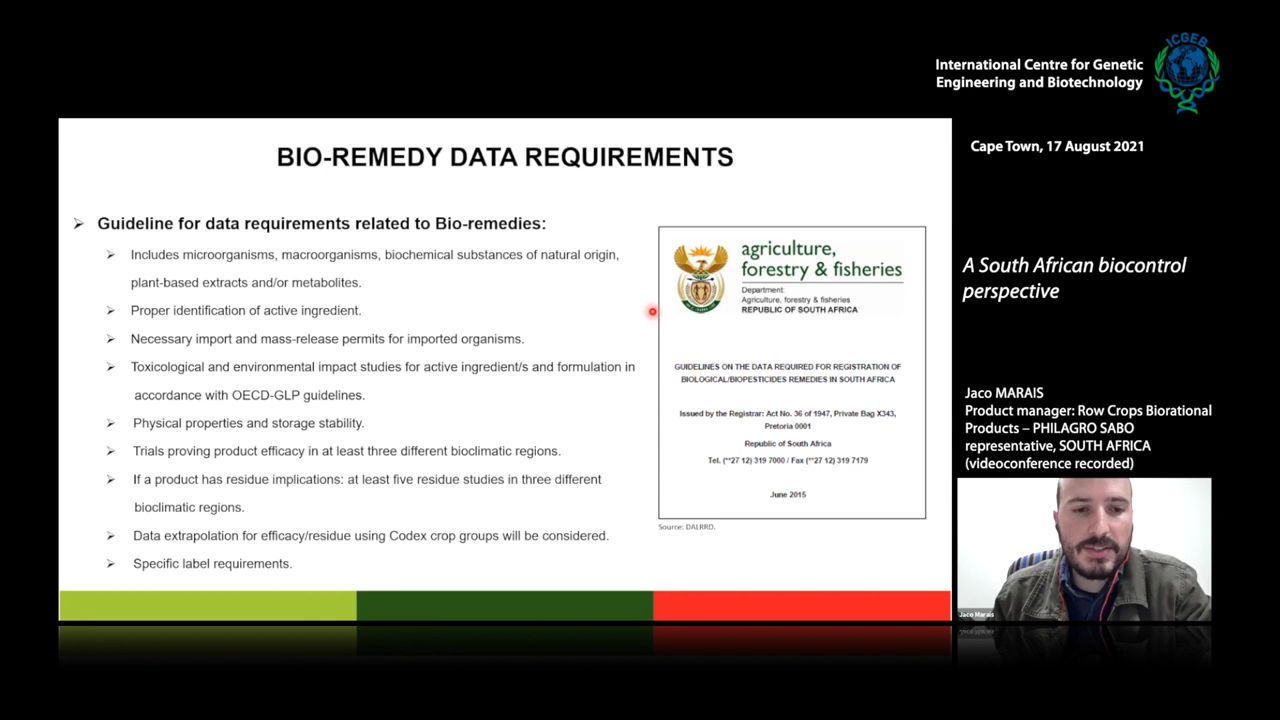 ICGEB
International Centre for Genetic
Engineering and Biotechnology
Cape Town, 17 August 2021
BIO-REMEDY DATA REQUIREMENTS
Guideline for data requirements related to Bio-remedies:
Includes microorganisms, macroorganisms, biochemical substances of natural origin,
plant-based extracts and/or metabolites.
Proper identification of active ingredient.
Necessary import and mass-release permits for imported organisms.
Toxicological and environmental impact studies for active ingredient/s and formulation in
accordance with OECD-GLP guidelines.
Physical properties and storage stability.
Trials proving product efficacy in at least three different bioclimatic regions.
If a product has residue implications: at least five residue studies in three different
bioclimatic regions.
Data extrapolation for efficacy/residue using Codex crop groups will be considered.
Specific label requirements.
agriculture,
forestry & fisheries
Department:
Agriculture, forestry & fisheries
REPUBLIC OF SOUTH AFRICA
GUIDELINES ON THE DATA REQUIRED FOR REGISTRATION OF
BIOLOGICAL/BIOPESTICIDES REMEDIES IN SOUTH AFRICA
Issued by the Registrar: Act No. 36 of 1947, Private Bag X343,
Pretoria 0001
Republic of South Africa
Tel. (**27 12) 319 7000 / Fax (**27 12) 319 7179
June 2015
Source: DALRRD.
A South African biocontrol
perspective
Jaco MARAIS
Product manager: Row Crops Biorational
Products – PHILAGRO SABO
representative, SOUTH AFRICA
(videoconference recorded)
Jaco Marais